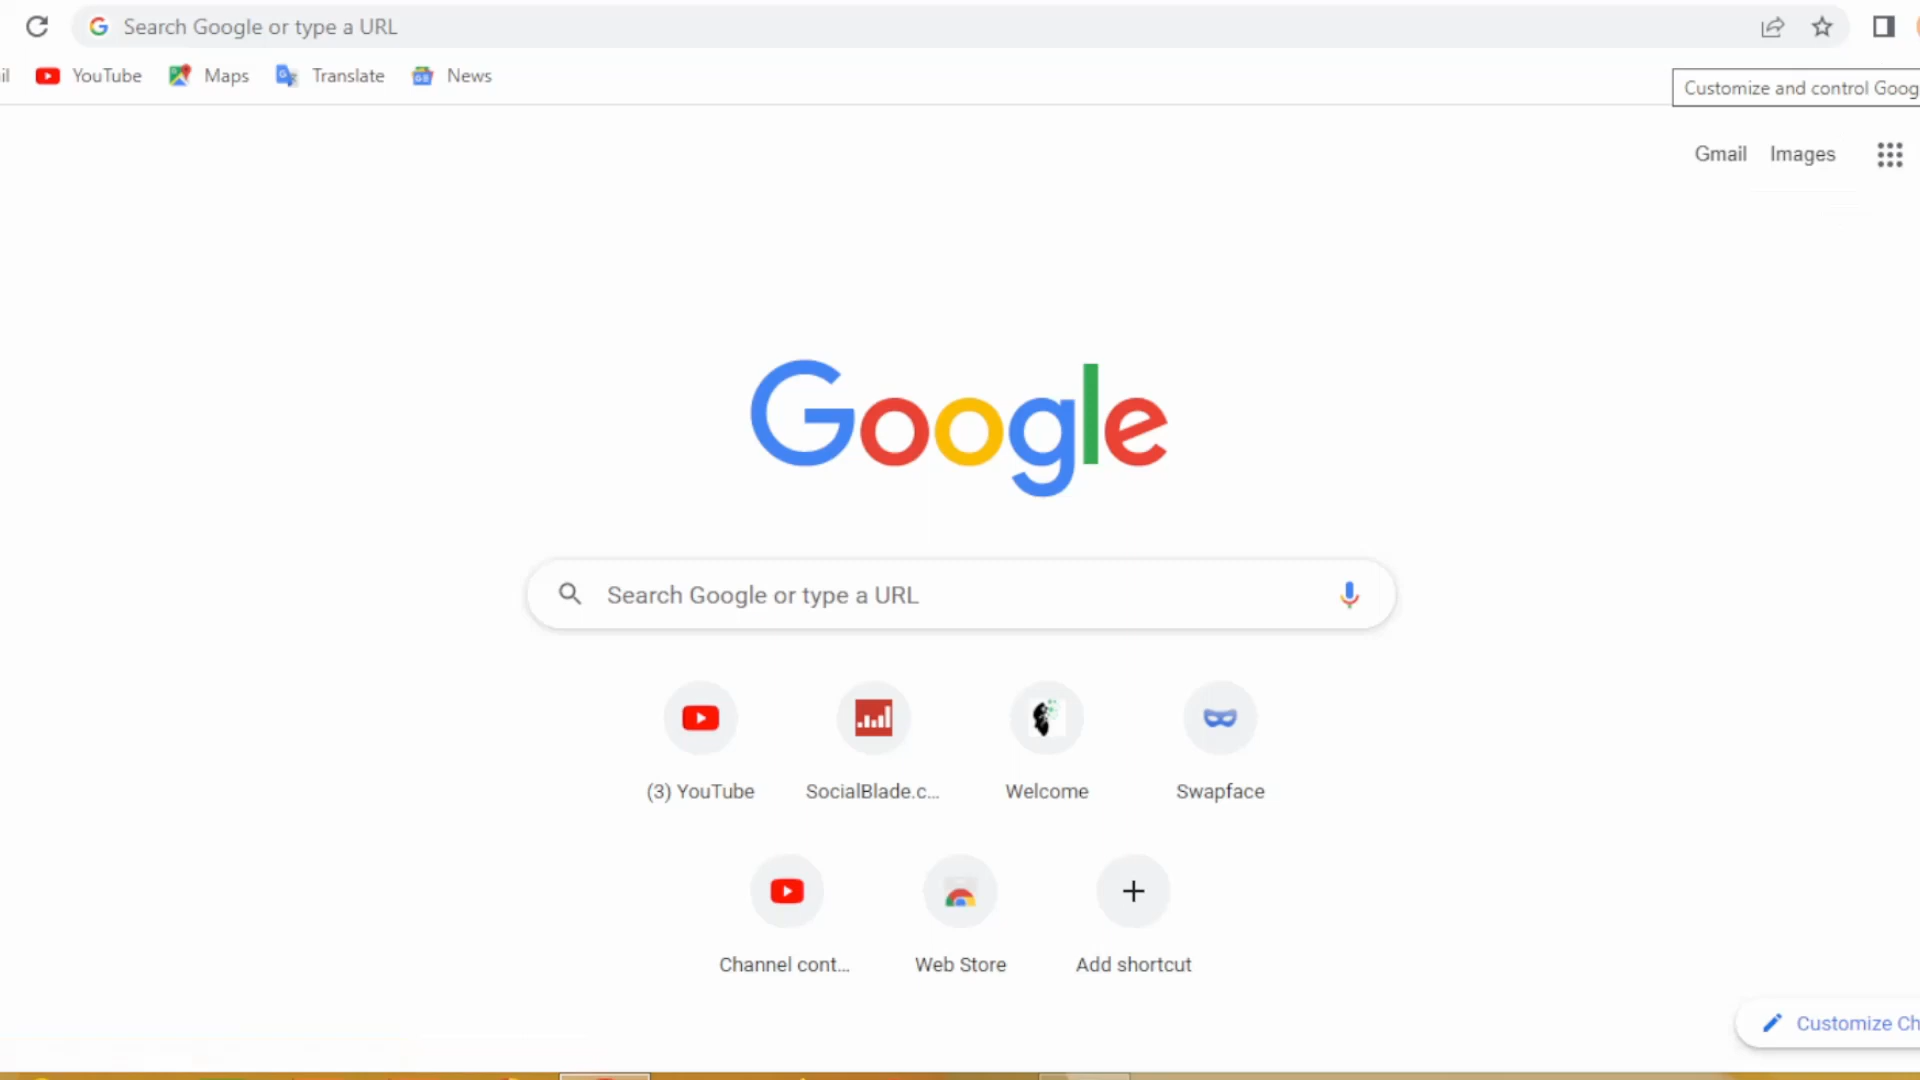 Search Google or type a URL
il YouTube Maps Translate News
Customize and control Goog
Gmail Images
Google
Search Google or type a URL
(3) YouTube SocialBlade.c... Welcome Swapface
Channel cont... Web Store Add shortcut
Customize Ch